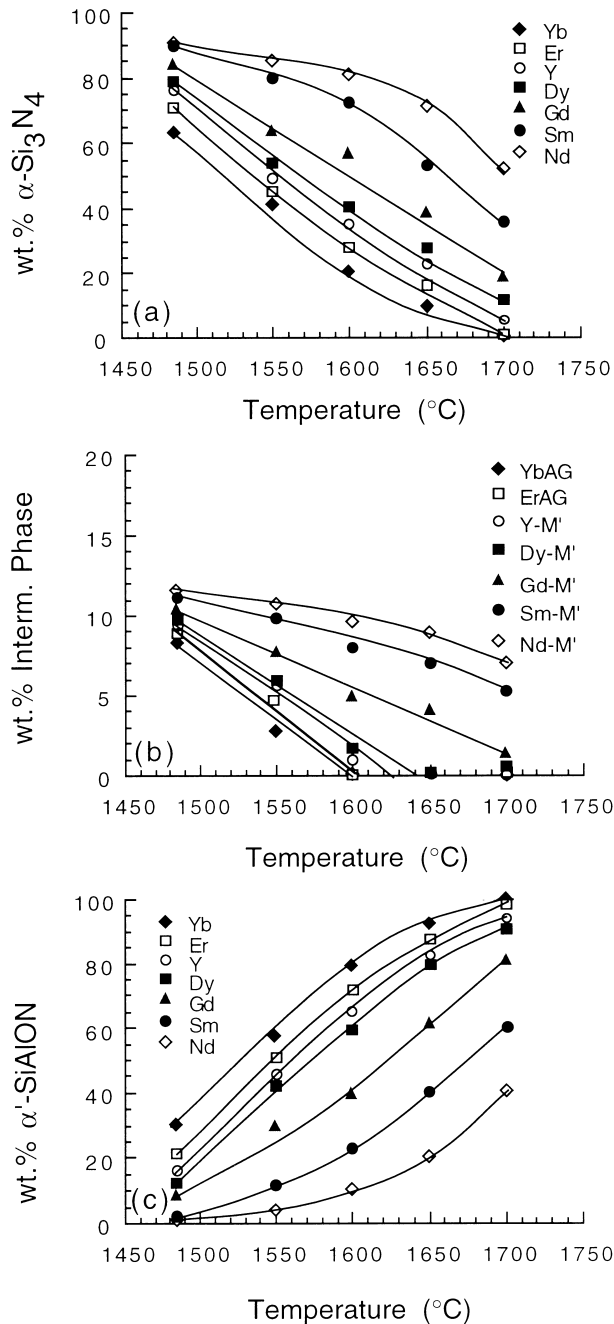 wt.% α-Si3N4
100
80
60
40
20
0
Yb
Er
Y
Dy
Gd
Sm
Nd
(a)
1450 1500 1550 1600 1650 1700 1750
Temperature (°C)
wt.% Interm. Phase
20
15
10
5
0
YbAG
ErAG
Y-M'
Dy-M'
Gd-M'
Sm-M'
Nd-M'
(b)
1450 1500 1550 1600 1650 1700 1750
Temperature (°C)
wt.% α'-SiAlON
100
80
60
40
20
0
Yb
Er
Y
Dy
Gd
Sm
Nd
(c)
1450 1500 1550 1600 1650 1700 1750
Temperature (°C)